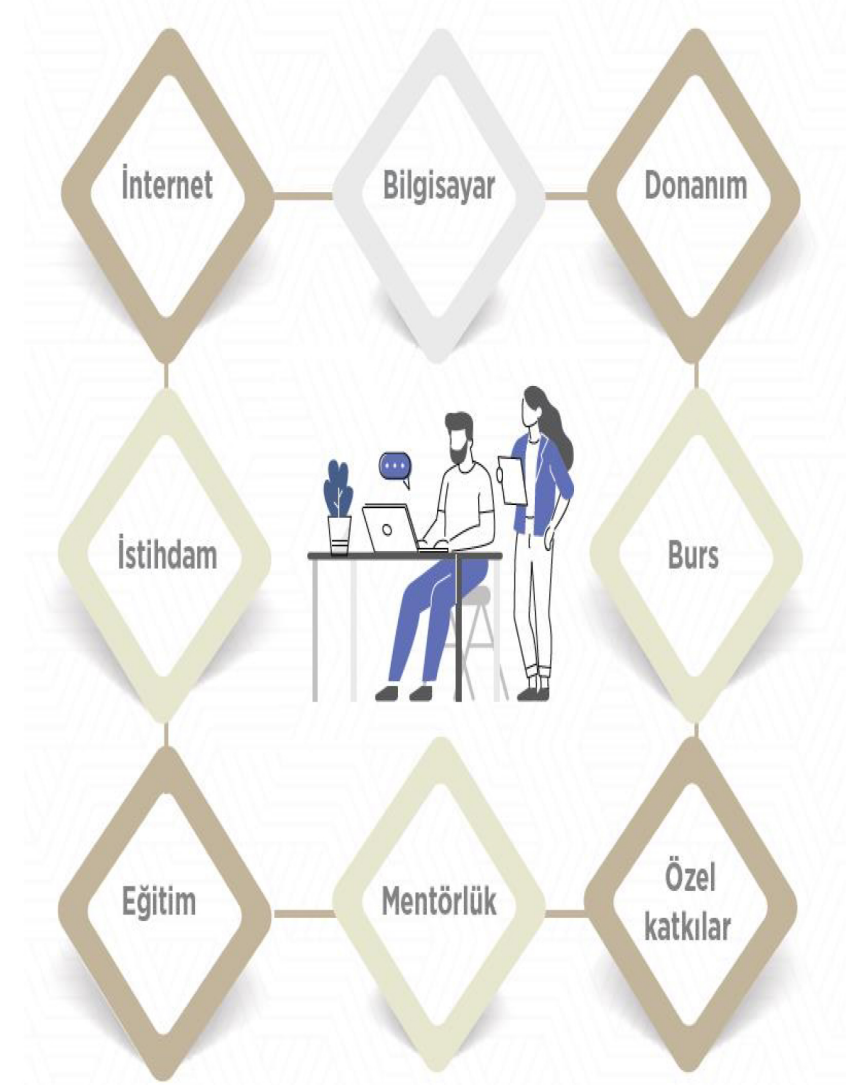 İnternet
Bilgisayar
Donanım
İstihdam
Burs
Eğitim
Mentörlük
Özel
katkılar